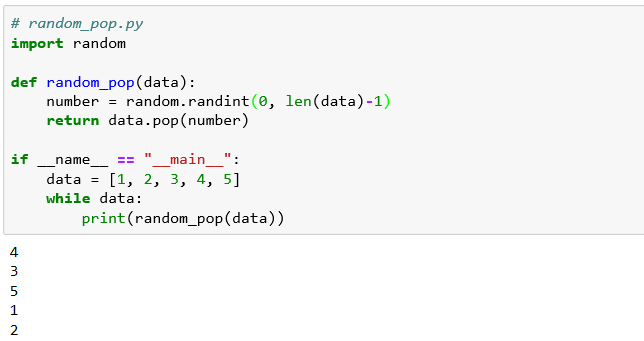 # random_pop.py
import random

def random_pop(data):
    number = random.randint(0, len(data)-1)
    return data.pop(number)

if __name__ == "__main__":
    data = [1, 2, 3, 4, 5]
    while data:
        print(random_pop(data))
4
3
5
1
2